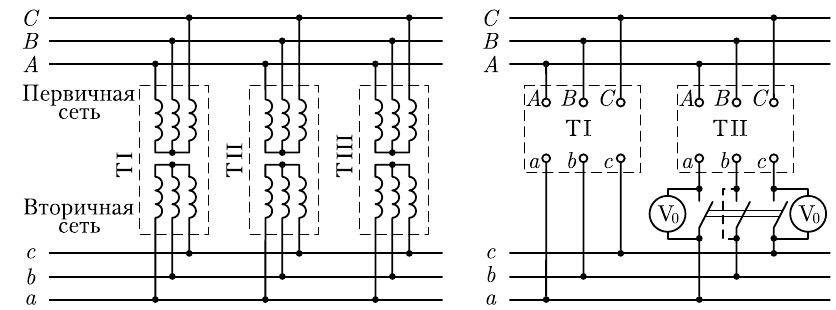 C
B
A
Первичная
сеть
TI
TII
TIII
Вторичная
сеть
c
b
a
C
B
A
A B C
TI
a b c
A B C
TII
a b c
V₀
V₀
c
b
a